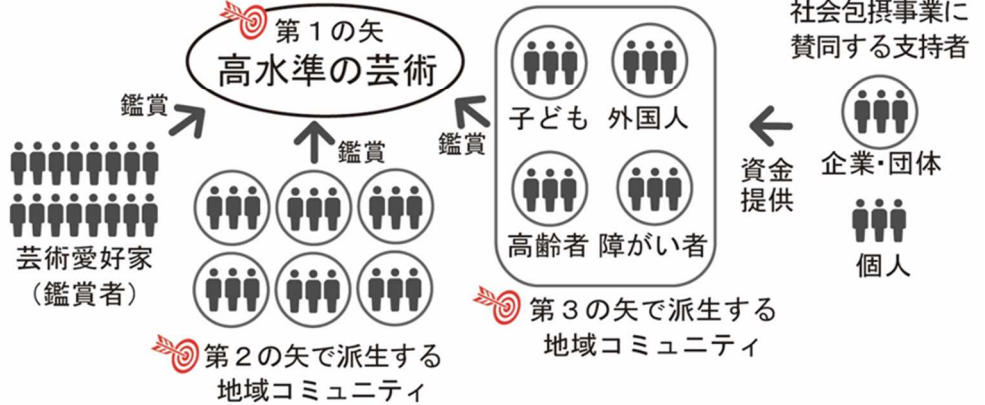 第1の矢
高水準の芸術
鑑賞
芸術愛好家
（鑑賞者）
鑑賞
第2の矢で派生する
地域コミュニティ
鑑賞
子ども
外国人
高齢者
障がい者
第3の矢で派生する
地域コミュニティ
資金
提供
社会包摂事業に
賛同する支持者
企業・団体
個人